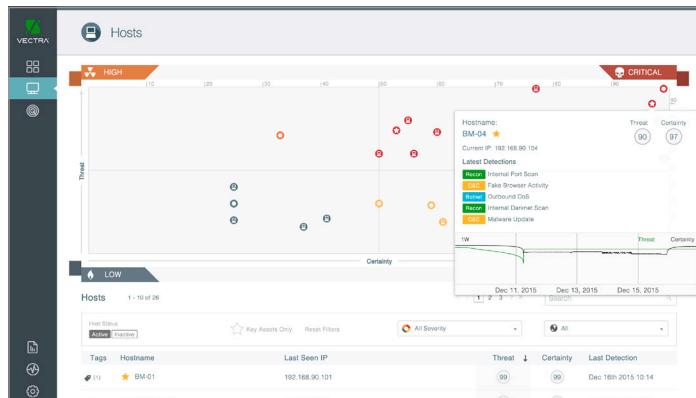 VECTRA
Hosts
HIGH
CRITICAL
|10 |20 |30 |40 |60 |70 |80 |90
90
Threat
Certainty
LOW
Hostname:
BM-04
Threat Certainty
90 97
Current IP: 192.168.90.104
Latest Detections
Recon Internal Port Scan
C&C Fake Browser Activity
Botnet Outbound DoS
Recon Internal Darknet Scan
C&C Malware Update
1W Threat Certainty
Dec 11, 2015 Dec 13, 2015 Dec 15, 2015
Hosts 1 - 10 of 26
1 2 3 Search
Host Status
Active Inactive
Key Assets Only Reset Filters
All Severity
All
Tags Hostname Last Seen IP Threat ↓ Certainty Last Detection
(1) BM-01 192.168.90.101 99 99 Dec 16th 2015 10:14